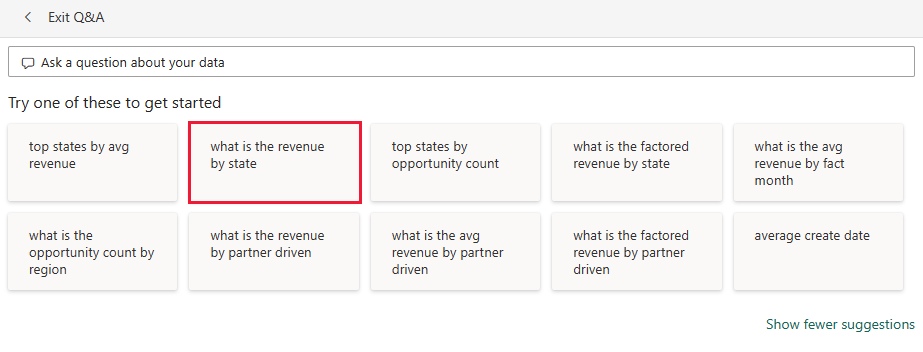 Exit Q&A
Ask a question about your data
Try one of these to get started
top states by avg
revenue
what is the revenue
by state
top states by
opportunity count
what is the factored
revenue by state
what is the avg
revenue by fact
month
what is the
opportunity count by
region
what is the revenue
by partner driven
what is the avg
revenue by partner
driven
what is the factored
revenue by partner
driven
average create date
Show fewer suggestions